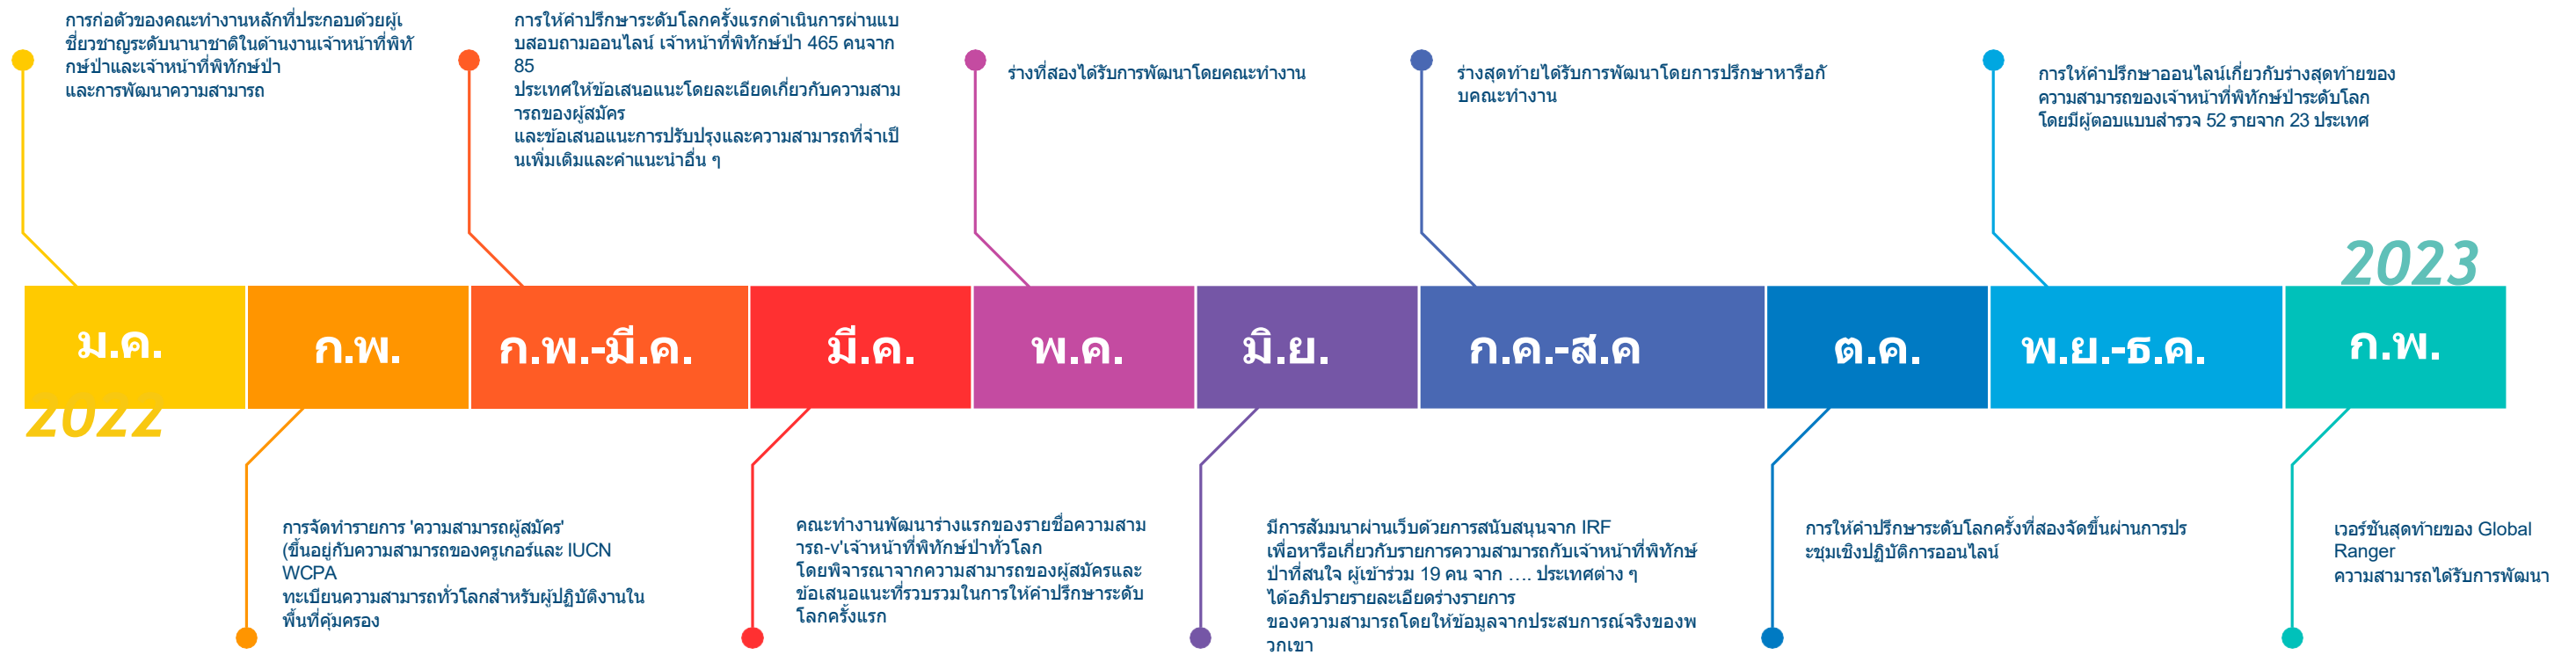 การก่อตัวของคณะทำงานหลักที่ประกอบด้วยผู้เ
ชี่ยวชาญระดับนานาชาติในด้านงานเจ้าหน้าที่พิทั
กษ์ป่าและเจ้าหน้าที่พิทักษ์ป่า
และการพัฒนาความสามารถ
การให้คำปรึกษาระดับโลกครั้งแรกดำเนินการผ่านแบ
บสอบถามออนไลน์ เจ้าหน้าที่พิทักษ์ป่า 465 คนจาก
85
ประเทศให้ข้อเสนอแนะโดยละเอียดเกี่ยวกับความสาม
ารถของผู้สมัคร
และข้อเสนอแนะการปรับปรุงและความสามารถที่จำเป็
นเพิ่มเติมและคำแนะนำอื่น ๆ
ร่างที่สองได้รับการพัฒนาโดยคณะทำงาน
ร่างสุดท้ายได้รับการพัฒนาโดยการปรึกษาหารือกั
บคณะทำงาน
การให้คำปรึกษาออนไลน์เกี่ยวกับร่างสุดท้ายของ
ความสามารถของเจ้าหน้าที่พิทักษ์ป่าระดับโลก
โดยมีผู้ตอบแบบสำรวจ 52 รายจาก 23 ประเทศ
2023
ม.ค.
ก.พ.
ก.พ.-มี.ค.
มี.ค.
พ.ค.
มิ.ย.
ก.ค.-ส.ค
ต.ค.
พ.ย.-ธ.ค.
ก.พ.
2022
การจัดทำรายการ 'ความสามารถผู้สมัคร'
(ขึ้นอยู่กับความสามารถของครูเกอร์และ IUCN
WCPA
ทะเบียนความสามารถทั่วโลกสำหรับผู้ปฏิบัติงานใน
พื้นที่คุ้มครอง
คณะทำงานพัฒนาร่างแรกของรายชื่อความสาม
ารถ-v'เจ้าหน้าที่พิทักษ์ป่าทั่วโลก
โดยพิจารณาจากความสามารถของผู้สมัครและ
ข้อเสนอแนะที่รวบรวมในการให้คำปรึกษาระดับ
โลกครั้งแรก
มีการสัมมนาผ่านเว็บด้วยการสนับสนุนจาก IRF
เพื่อหารือเกี่ยวกับรายการความสามารถกับเจ้าหน้าที่พิทักษ์
ป่าที่สนใจ ผู้เข้าร่วม 19 คน จาก …. ประเทศต่าง ๆ
ได้อภิปรายรายละเอียดร่างรายการ
ของความสามารถโดยให้ข้อมูลจากประสบการณ์จริงของพ
วกเขา
การให้คำปรึกษาระดับโลกครั้งที่สองจัดขึ้นผ่านการปร
ะชุมเชิงปฏิบัติการออนไลน์
เวอร์ชันสุดท้ายของ Global
Ranger
ความสามารถได้รับการพัฒนา